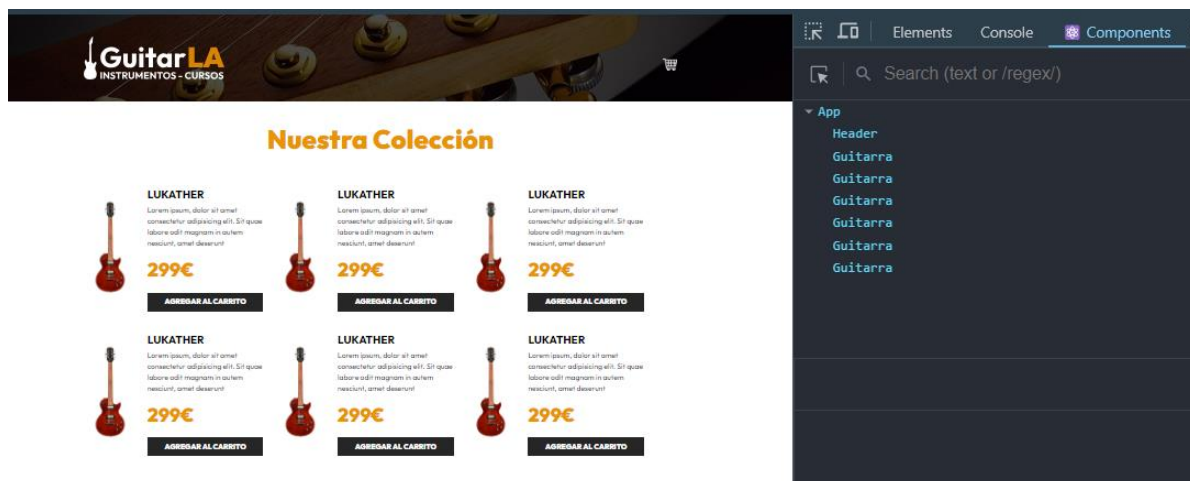 GuitarLA
INSTRUMENTOS - CURSOS
Nuestra Colección
LUKATHER
Lorem ipsum, dolor sit amet
consectetur adipisicing elit. Sit quae
labore odit magnam in autem
nesciunt, amet deserunt
299€
AGREGAR AL CARRITO
LUKATHER
Lorem ipsum, dolor sit amet
consectetur adipisicing elit. Sit quae
labore odit magnam in autem
nesciunt, amet deserunt
299€
AGREGAR AL CARRITO
LUKATHER
Lorem ipsum, dolor sit amet
consectetur adipisicing elit. Sit quae
labore odit magnam in autem
nesciunt, amet deserunt
299€
AGREGAR AL CARRITO
LUKATHER
Lorem ipsum, dolor sit amet
consectetur adipisicing elit. Sit quae
labore odit magnam in autem
nesciunt, amet deserunt
299€
AGREGAR AL CARRITO
LUKATHER
Lorem ipsum, dolor sit amet
consectetur adipisicing elit. Sit quae
labore odit magnam in autem
nesciunt, amet deserunt
299€
AGREGAR AL CARRITO
LUKATHER
Lorem ipsum, dolor sit amet
consectetur adipisicing elit. Sit quae
labore odit magnam in autem
nesciunt, amet deserunt
299€
AGREGAR AL CARRITO
Elements Console Components
Search (text or /regex/)
App
Header
Guitarra
Guitarra
Guitarra
Guitarra
Guitarra
Guitarra